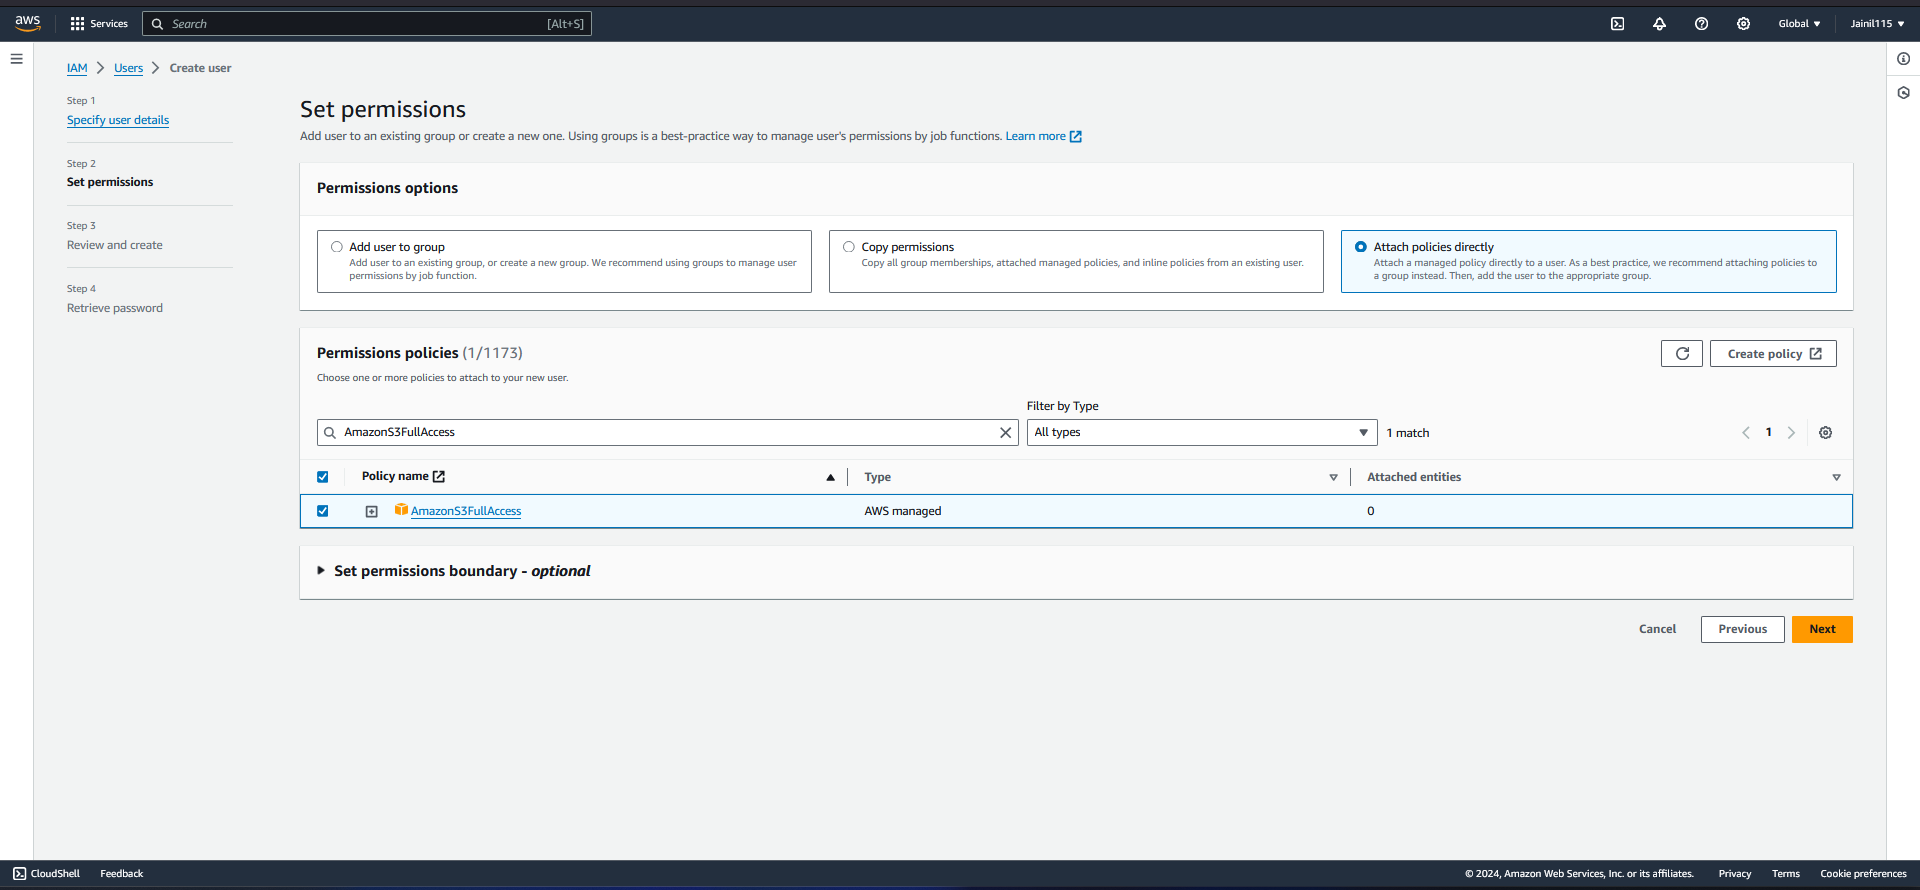 aws
Services
Search
[Alt+S]
Global
Jainil115
IAM
Users
Create user
Step 1
Specify user details
Step 2
Set permissions
Step 3
Review and create
Step 4
Retrieve password
Set permissions
Add user to an existing group or create a new one. Using groups is a best-practice way to manage user's permissions by job functions. Learn more
Permissions options
Add user to group
Add user to an existing group, or create a new group. We recommend using groups to manage user
permissions by job function.
Copy permissions
Copy all group memberships, attached managed policies, and inline policies from an existing user.
Attach policies directly
Attach a managed policy directly to a user. As a best practice, we recommend attaching policies to
a group instead. Then, add the user to the appropriate group.
Permissions policies (1/1173)
Choose one or more policies to attach to your new user.
Create policy
Filter by Type
AmazonS3FullAccess
All types
1 match
1
Policy name
Type
Attached entities
AmazonS3FullAccess
AWS managed
0
Set permissions boundary - optional
Cancel
Previous
Next
CloudShell
Feedback
© 2024, Amazon Web Services, Inc. or its affiliates.
Privacy
Terms
Cookie preferences